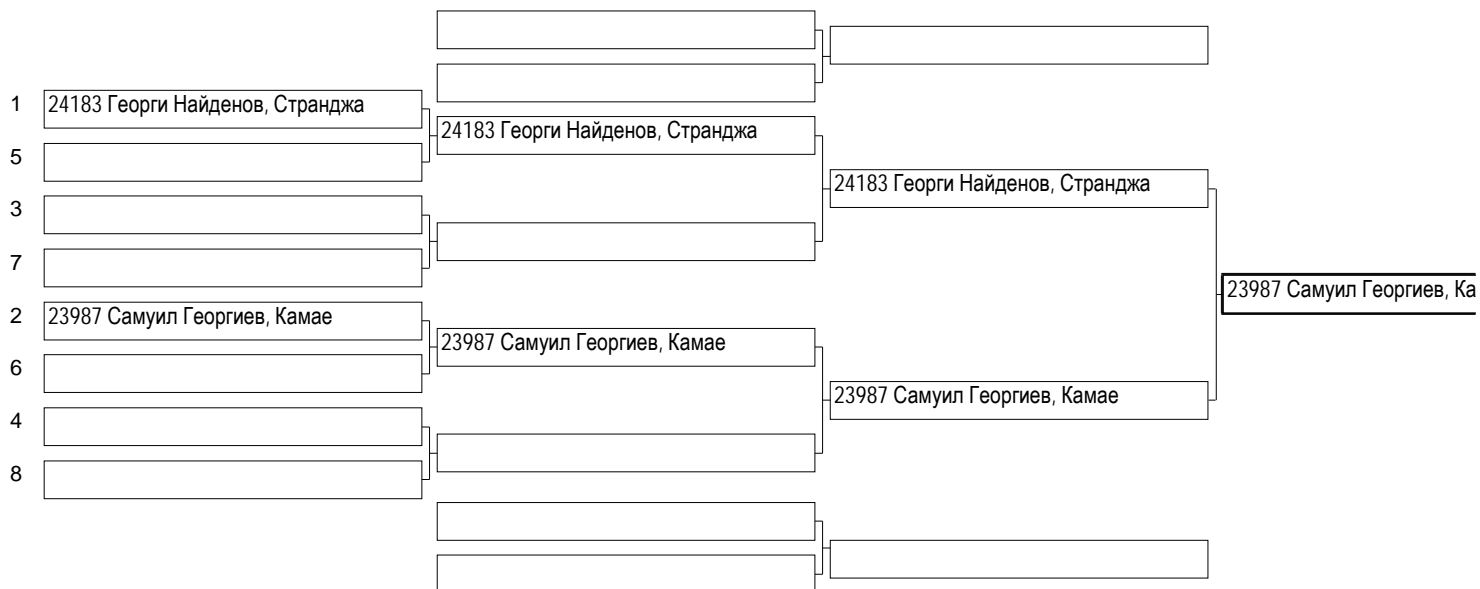 1 24183 Георги Найденов, Странджа
24183 Георги Найденов, Странджа
5
24183 Георги Найденов, Странджа
3
7
23987 Самуил Георгиев, Ка
2 23987 Самуил Георгиев, Камае
23987 Самуил Георгиев, Камае
6
23987 Самуил Георгиев, Камае
4
8